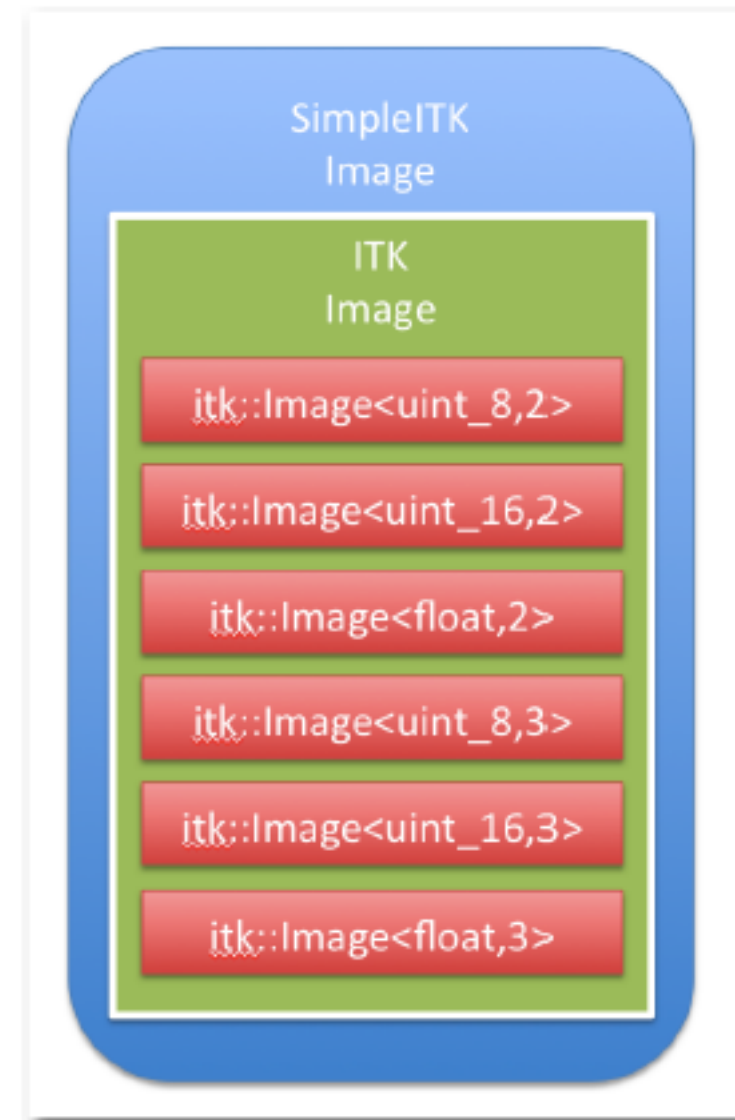 SimpleITK
Image
ITK
Image
itk::Image<uint_8,2>
itk::Image<uint_16,2>
itk::Image<float,2>
itk::Image<uint_8,3>
itk::Image<uint_16,3>
itk::Image<float,3>